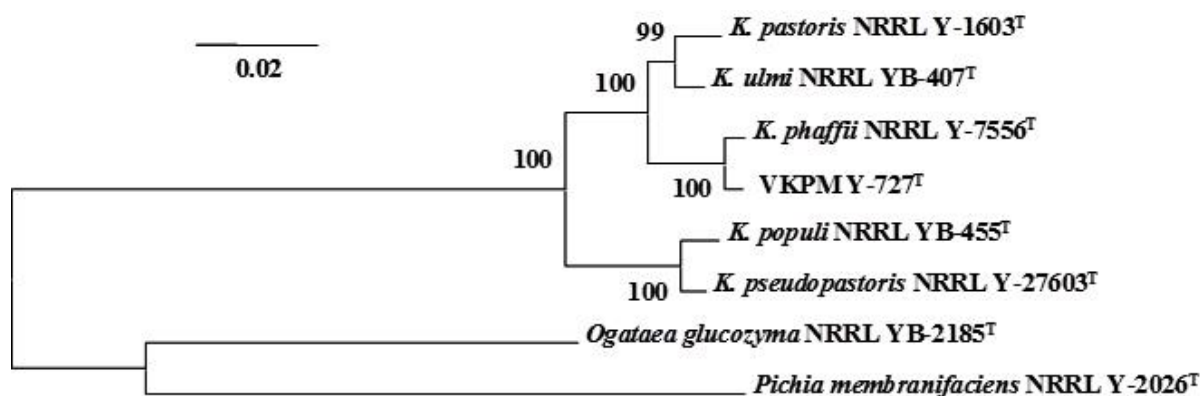 99
K. pastoris NRRL Y-1603ᵀ
0.02
100
K. ulmi NRRL YB-407ᵀ
K. phaffii NRRL Y-7556ᵀ
100
100
VKPM Y-727ᵀ
K. populi NRRL YB-455ᵀ
100
K. pseudopastoris NRRL Y-27603ᵀ
Ogataea glucozyma NRRL YB-2185ᵀ
Pichia membranifaciens NRRL Y-2026ᵀ